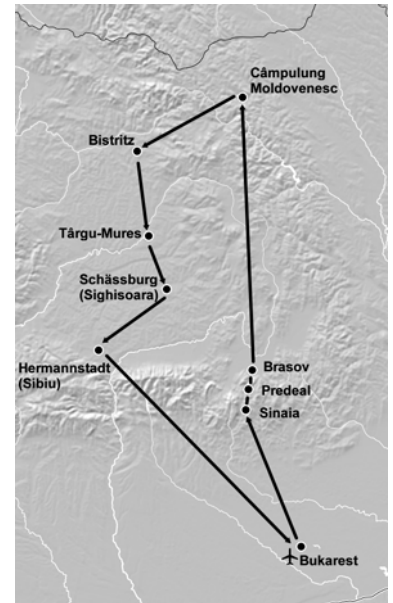 Câmpulung
Moldovenesc
Bistritz
Târgu-Mures
Schässburg
(Sighisoara)
Hermannstadt
(Sibiu)
Brasov
Predeal
Sinaia
Bukarest